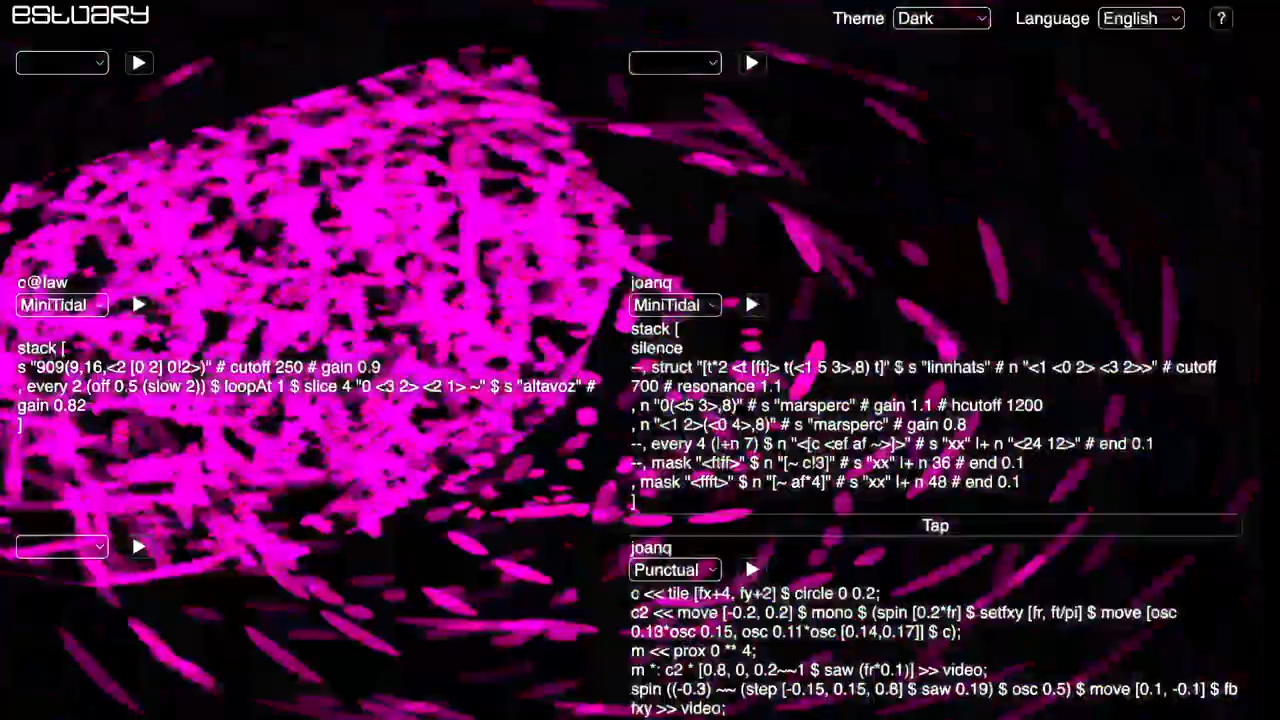 estuary
Theme Dark Language English ?
c@law
MiniTidal
stack [
s "909(9,16,<2 [0 2] 0!2>)" # cutoff 250 # gain 0.9
, every 2 (off 0.5 (slow 2)) $ loopAt 1 $ slice 4 "0 <3 2> <2 1> ~" $ s "altavoz" #
gain 0.82
]
joanq
MiniTidal
stack [
silence
--, struct "[t*2 <t [ft]> t(<1 5 3>,8) t]" $ s "linnhats" # n "<1 <0 2> <3 2>>" # cutoff
700 # resonance 1.1
, n "0(<5 3>,8)" # s "marsperc" # gain 1.1 # hcutoff 1200
, n "<1 2>(<0 4>,8)" # s "marsperc" # gain 0.8
--, every 4 (|+n 7) $ n "<[c <ef af ~>]>" # s "xx" |+ n "<24 12>" # end 0.1
--, mask "<ftff>" $ n "[~ c!3]" # s "xx" |+ n 36 # end 0.1
, mask "<ffft>" $ n "[~ af*4]" # s "xx" |+ n 48 # end 0.1
]
Tap
joanq
Punctual
c << tile [fx+4, fy+2] $ circle 0 0.2;
c2 << move [-0.2, 0.2] $ mono $ (spin [0.2*fr] $ setfxy [fr, ft/pi] $ move [osc
0.13*osc 0.15, osc 0.11*osc [0.14,0.17]] $ c);
m << prox 0 ** 4;
m *: c2 * [0.8, 0, 0.2~~1 $ saw (fr*0.1)] >> video;
spin ((-0.3) ~~ (step [-0.15, 0.15, 0.8] $ saw 0.19) $ osc 0.5) $ move [0.1, -0.1] $ fb
fxy >> video;